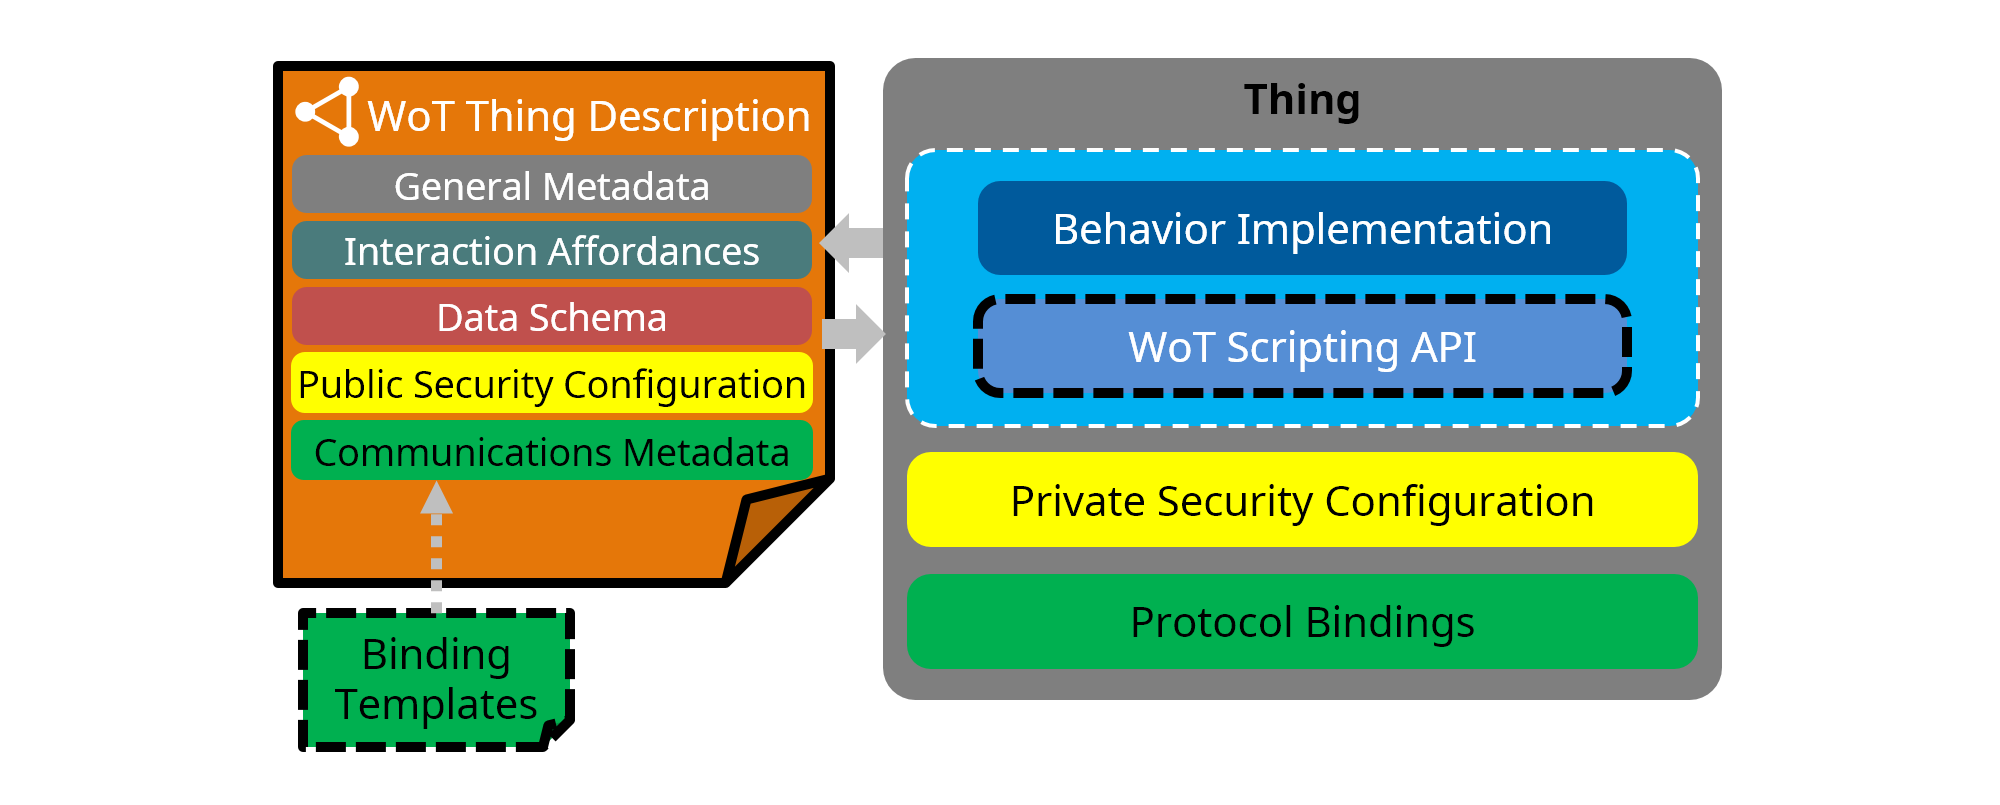 WoT Thing Description
General Metadata
Interaction Affordances
Data Schema
Public Security Configuration
Communications Metadata
Binding
Templates
Thing
Behavior Implementation
WoT Scripting API
Private Security Configuration
Protocol Bindings